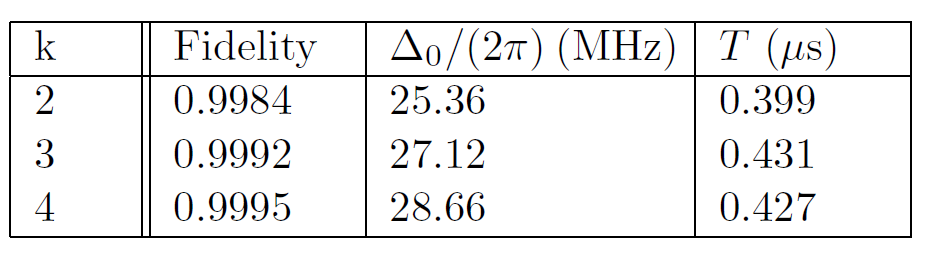 k Fidelity Δ₀/(2π) (MHz) T (μs)
2 0.9984 25.36 0.399
3 0.9992 27.12 0.431
4 0.9995 28.66 0.427